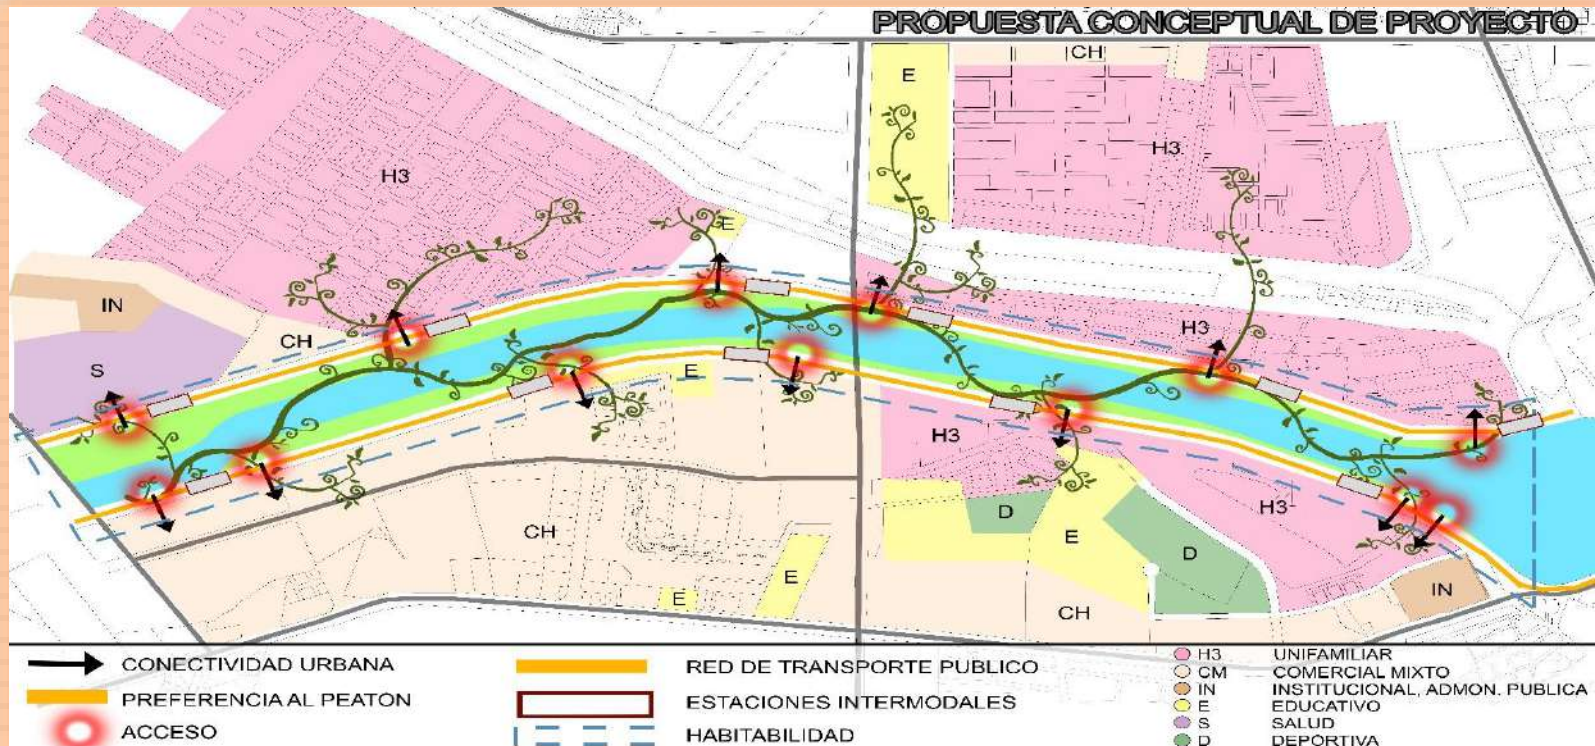 PROPUESTA CONCEPTUAL DE PROYECTO
CH
E
H3
H3
E
IN
H3
CH
S
E
H3
H3
D
CH
E
D
E
E
IN
CH
CONECTIVIDAD URBANA
PREFERENCIA AL PEATON
ACCESO
RED DE TRANSPORTE PUBLICO
ESTACIONES INTERMODALES
HABITABILIDAD
H3 UNIFAMILIAR
CM COMERCIAL MIXTO
IN INSTITUCIONAL, ADMON. PUBLICA
E EDUCATIVO
S SALUD
D DEPORTIVA